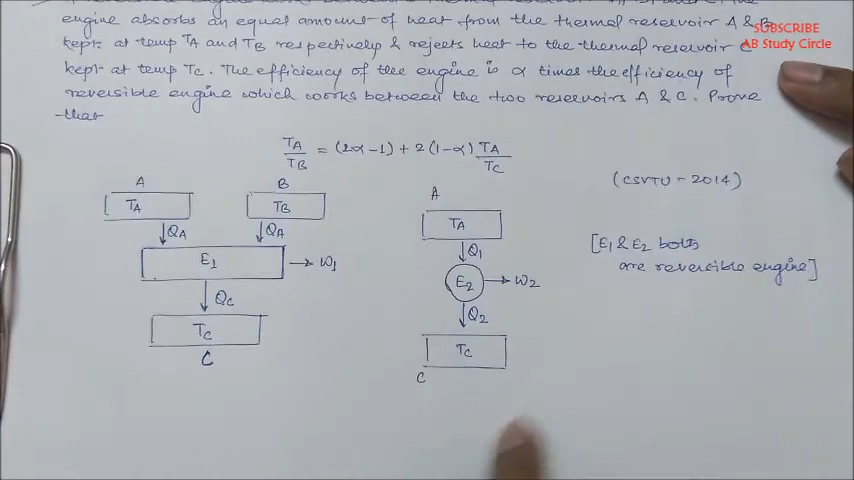 engine absorbs an equal amount of heat from the thermal reservoir A & B
kept at temp TA and TB respectively & rejects heat to the thermal reservoir C
kept at temp TC. The efficiency of the engine is α times the efficiency of
reversible engine which works between the two reservoirs A & C. Prove
that
TA/TB = (2α-1) + 2(1-α) TA/TC
(CSVTU - 2014)
A
B
A
TA
TB
TA
QA
QA
Q1
E1
W1
E2
W2
[E1 & E2 both
are reversible engine]
QC
Q2
TC
TC
C
C
SUBSCRIBE
AB Study Circle